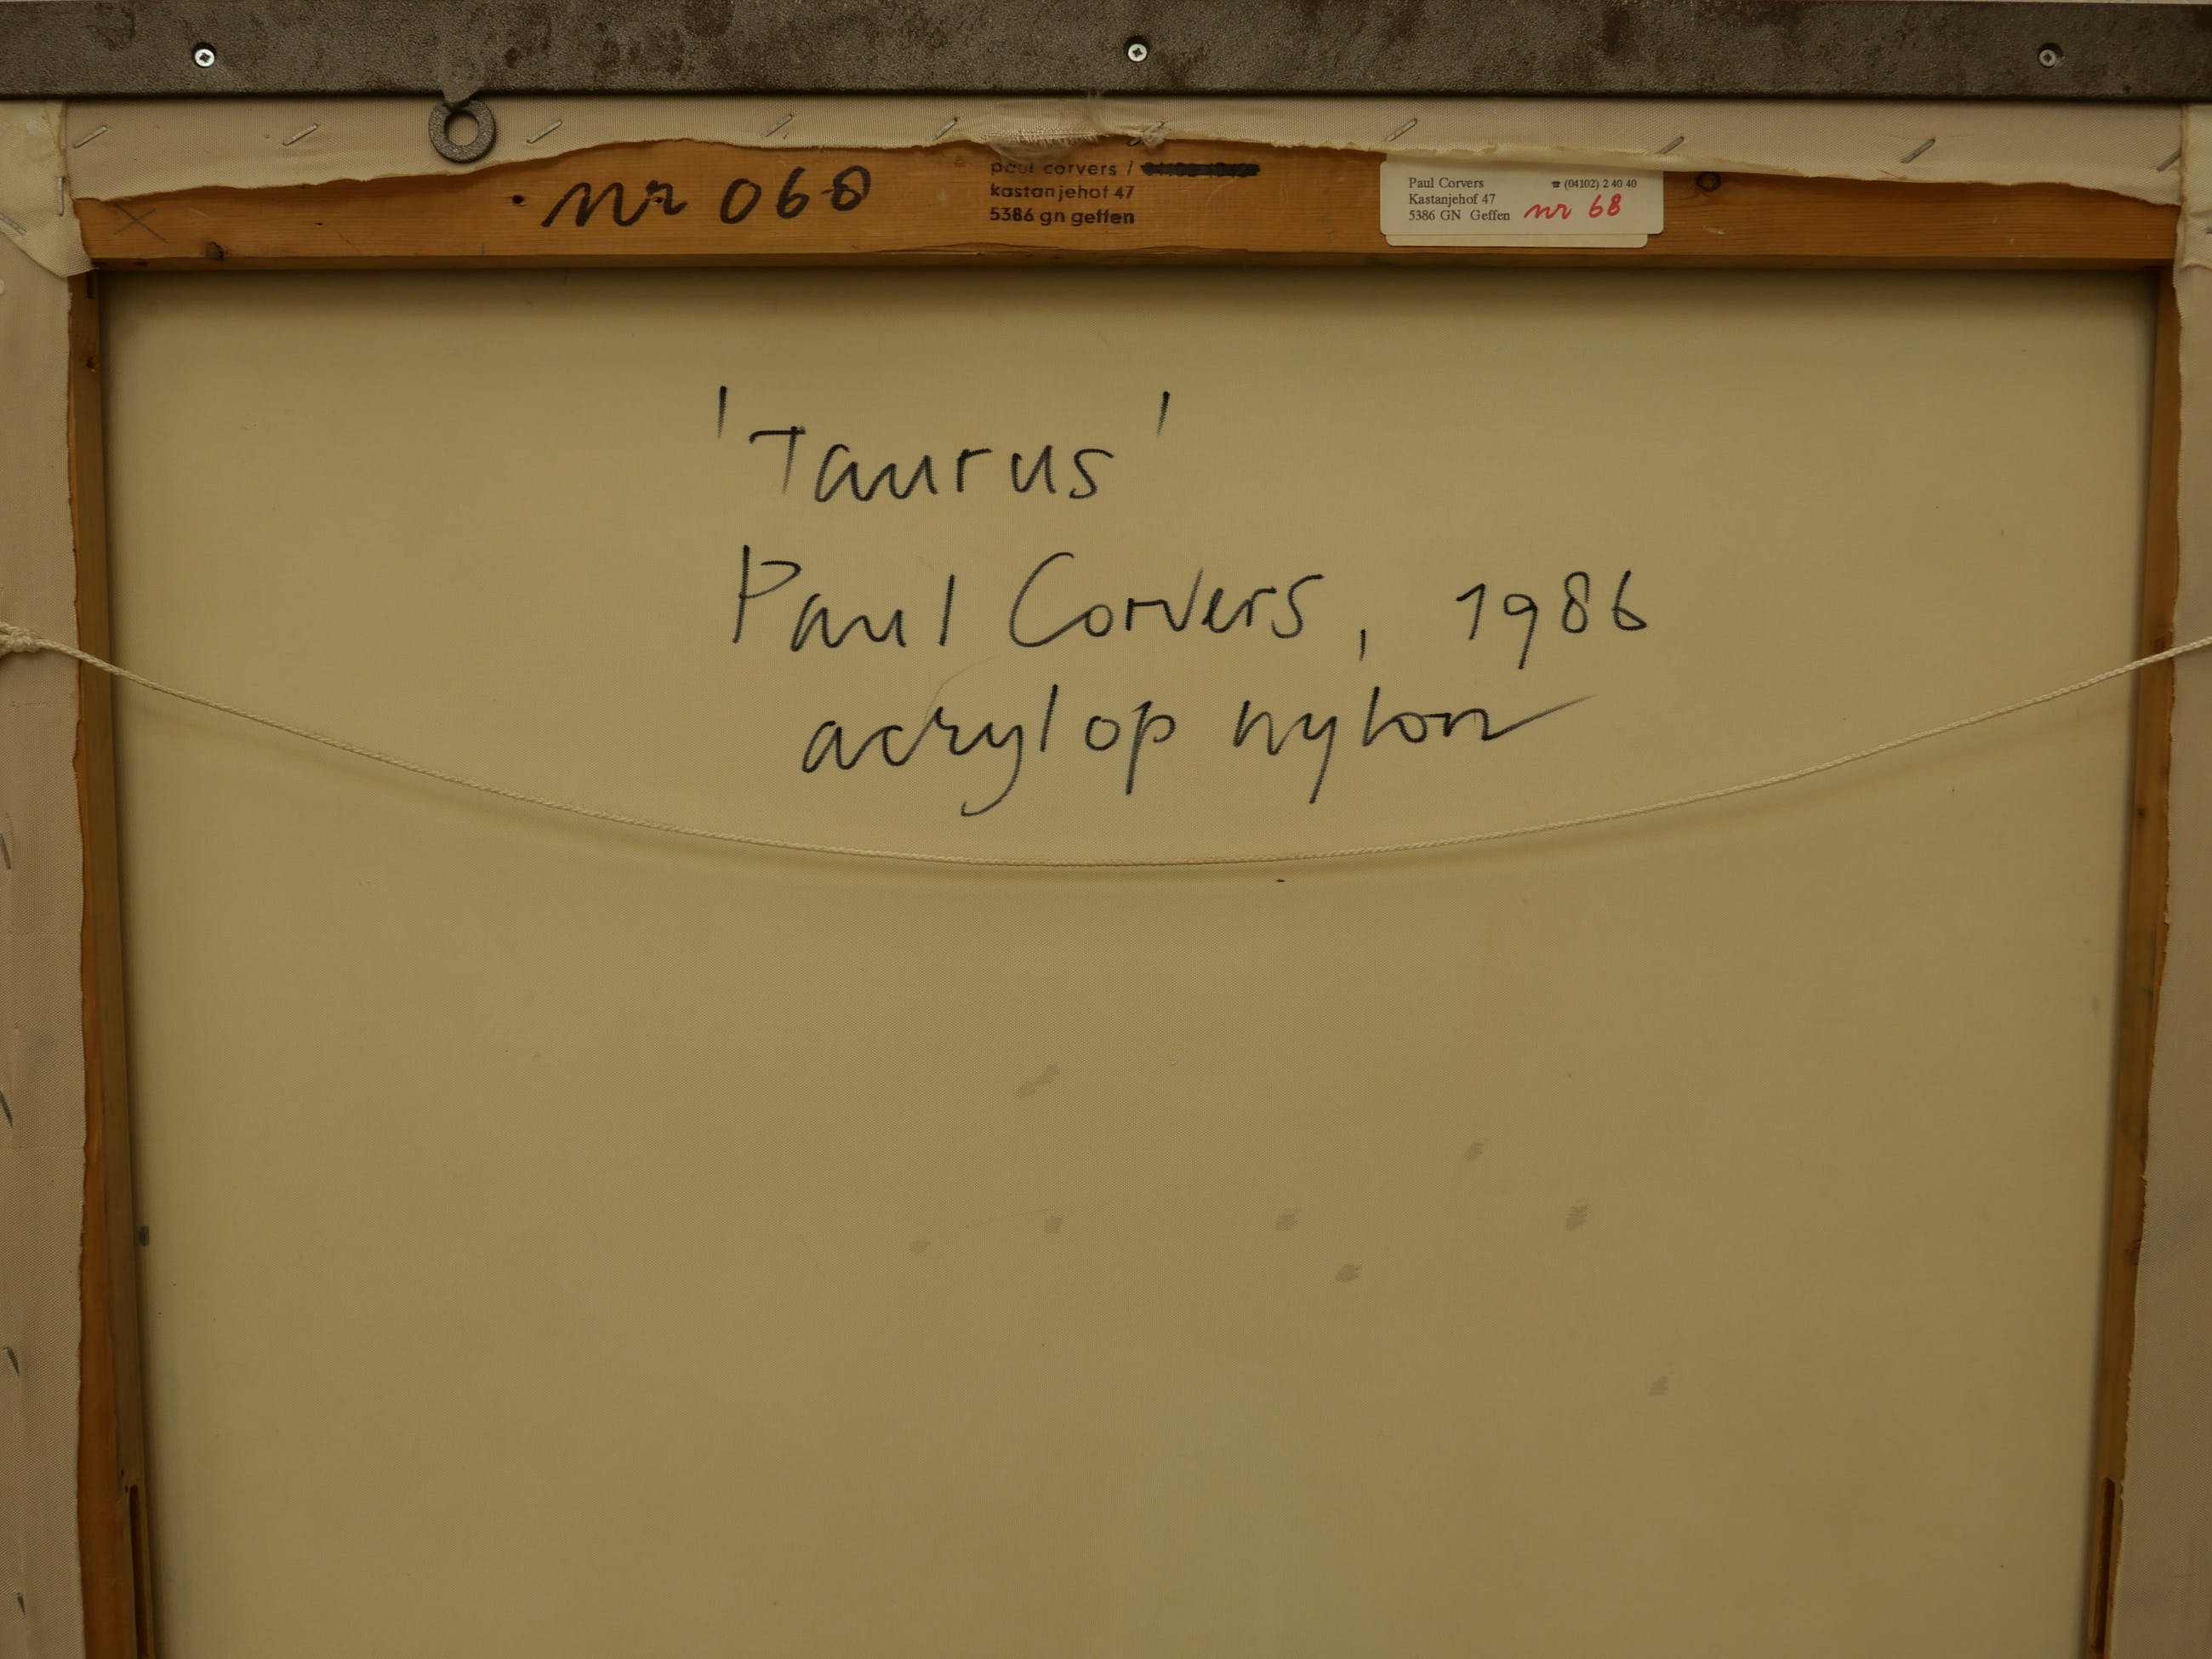 nr 068
paul corvers /
kastanjehof 47
5386 gn geffen
Paul Corvers ☎ (04102) 2 40 40
Kastanjehof 47
5386 GN Geffen nr 68
'Taurus'
Paul Corvers, 1986
acryl op nylon